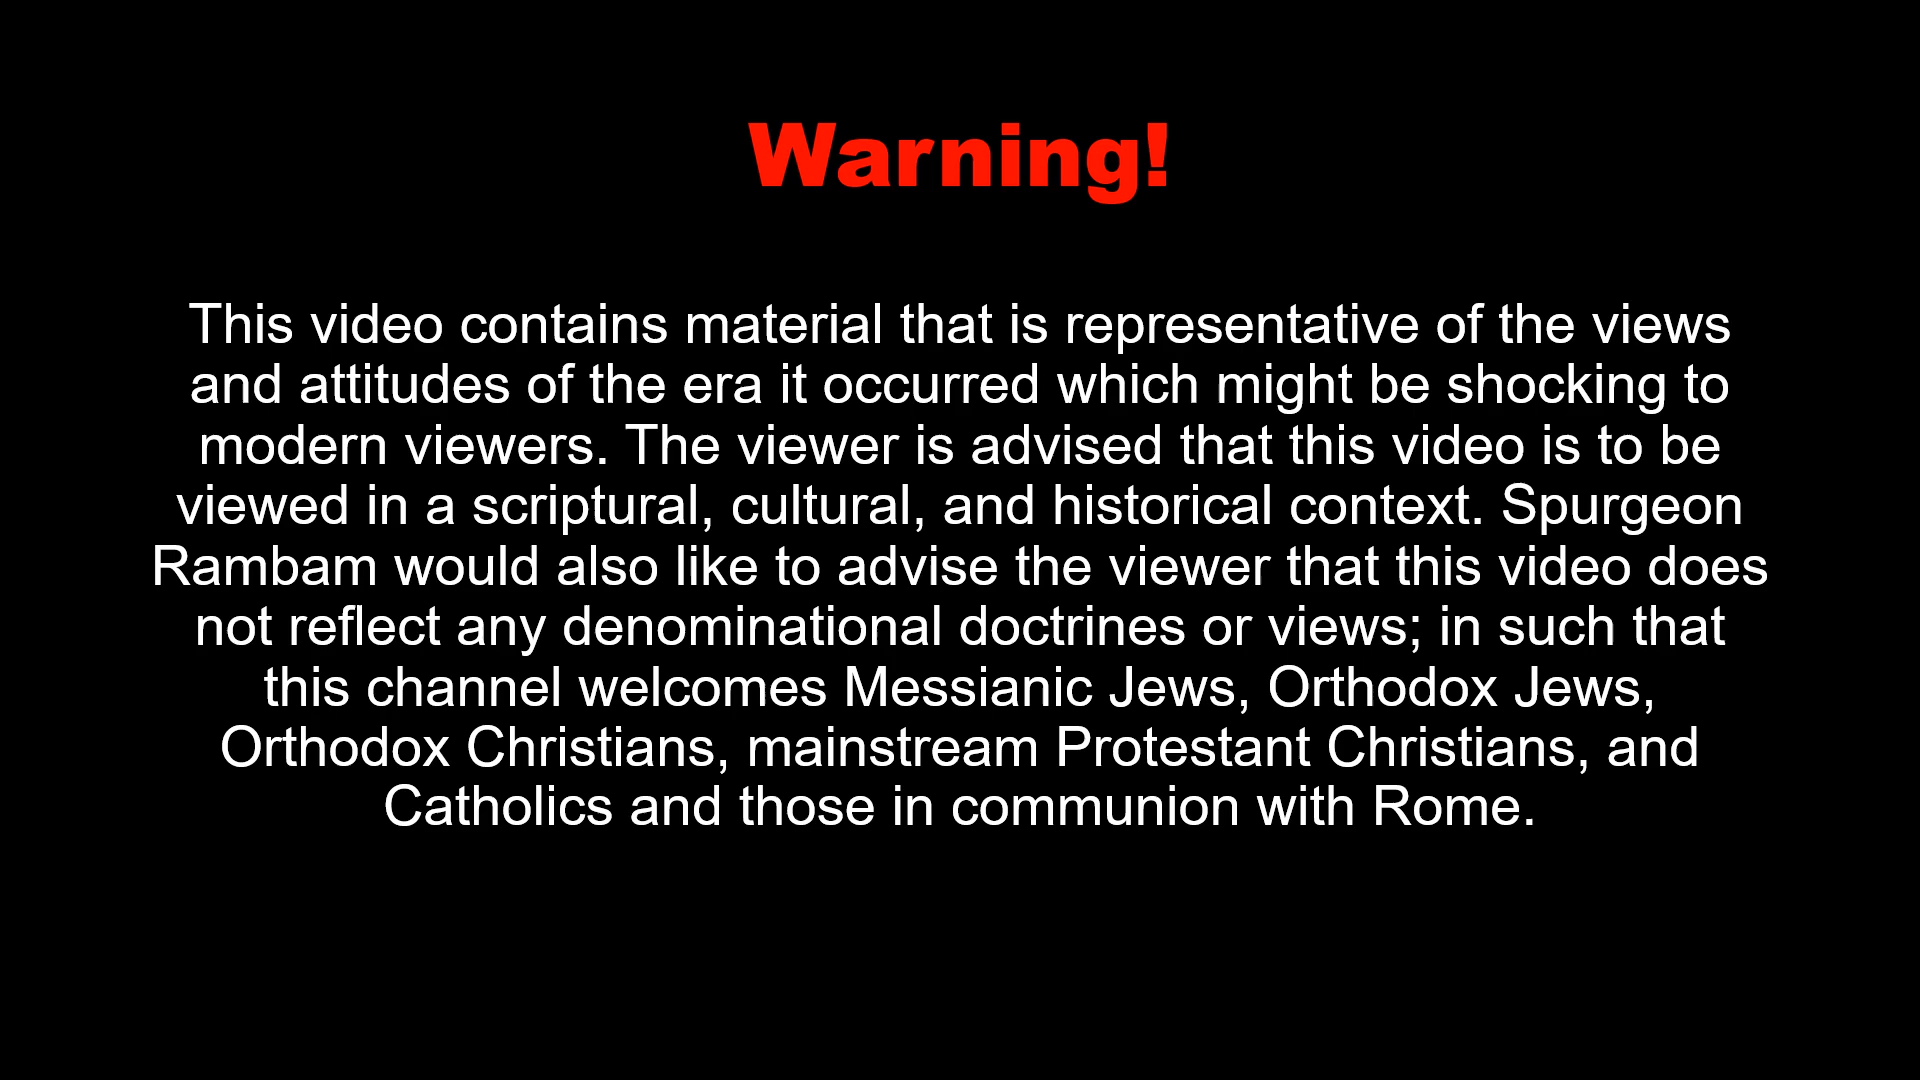 Warning!
This video contains material that is representative of the views
and attitudes of the era it occurred which might be shocking to
modern viewers. The viewer is advised that this video is to be
viewed in a scriptural, cultural, and historical context. Spurgeon
Rambam would also like to advise the viewer that this video does
not reflect any denominational doctrines or views; in such that
this channel welcomes Messianic Jews, Orthodox Jews,
Orthodox Christians, mainstream Protestant Christians, and
Catholics and those in communion with Rome.